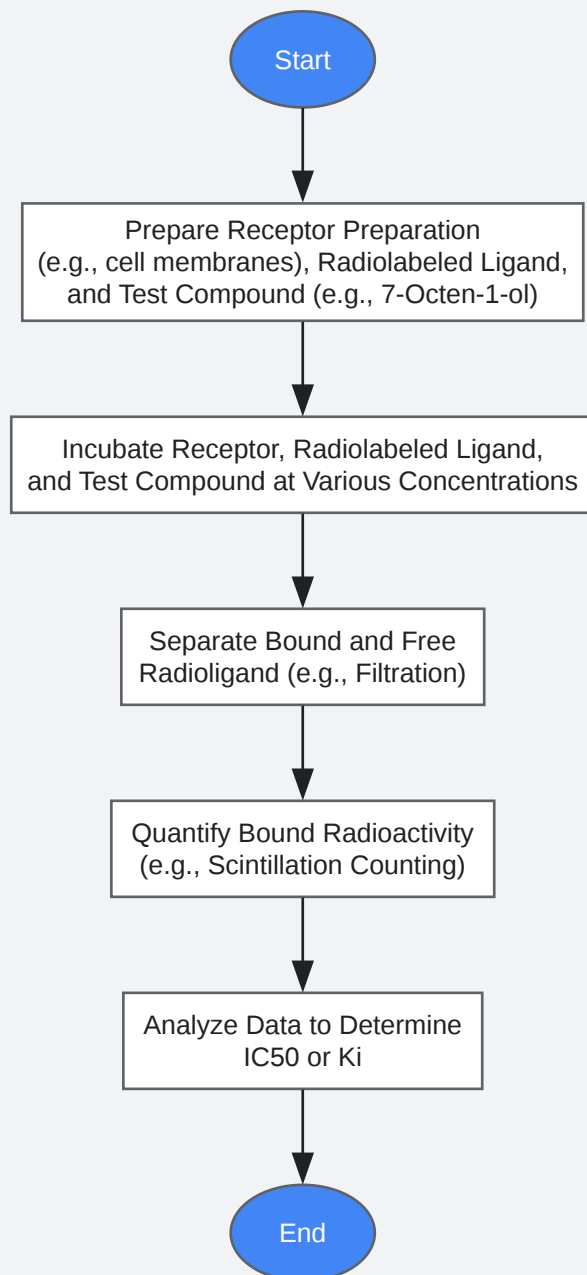 Start
Prepare Receptor Preparation
(e.g., cell membranes), Radiolabeled Ligand,
and Test Compound (e.g., 7-Octen-1-ol)
Incubate Receptor, Radiolabeled Ligand,
and Test Compound at Various Concentrations
Separate Bound and Free
Radioligand (e.g., Filtration)
Quantify Bound Radioactivity
(e.g., Scintillation Counting)
Analyze Data to Determine
IC50 or Ki
End